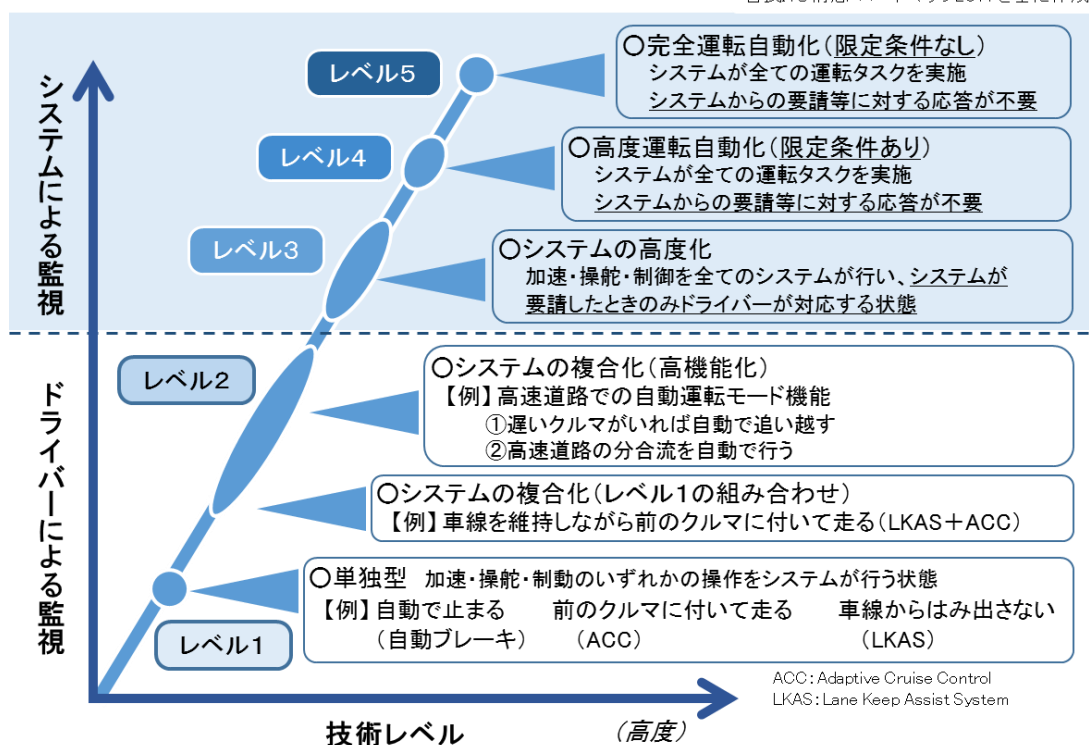 レベル5
〇完全運転自動化(限定条件なし)
システムが全ての運転タスクを実施
システムからの要請等に対する応答が不要
レベル4
〇高度運転自動化(限定条件あり)
システムが全ての運転タスクを実施
システムからの要請等に対する応答が不要
システムによる監視
レベル3
〇システムの高度化
加速・操舵・制御を全てのシステムが行い、システムが
要請したときのみドライバーが対応する状態
ドライバーによる監視
レベル2
〇システムの複合化(高機能化)
【例】高速道路での自動運転モード機能
①遅いクルマがいれば自動で追い越す
②高速道路の分合流を自動で行う
〇システムの複合化(レベル1の組み合わせ)
【例】車線を維持しながら前のクルマに付いて走る(LKAS+ACC)
レベル1
〇単独型 加速・操舵・制動のいずれかの操作をシステムが行う状態
【例】自動で止まる 前のクルマに付いて走る 車線からはみ出さない
(自動ブレーキ) (ACC) (LKAS)
ACC:Adaptive Cruise Control
LKAS:Lane Keep Assist System
技術レベル (高度)